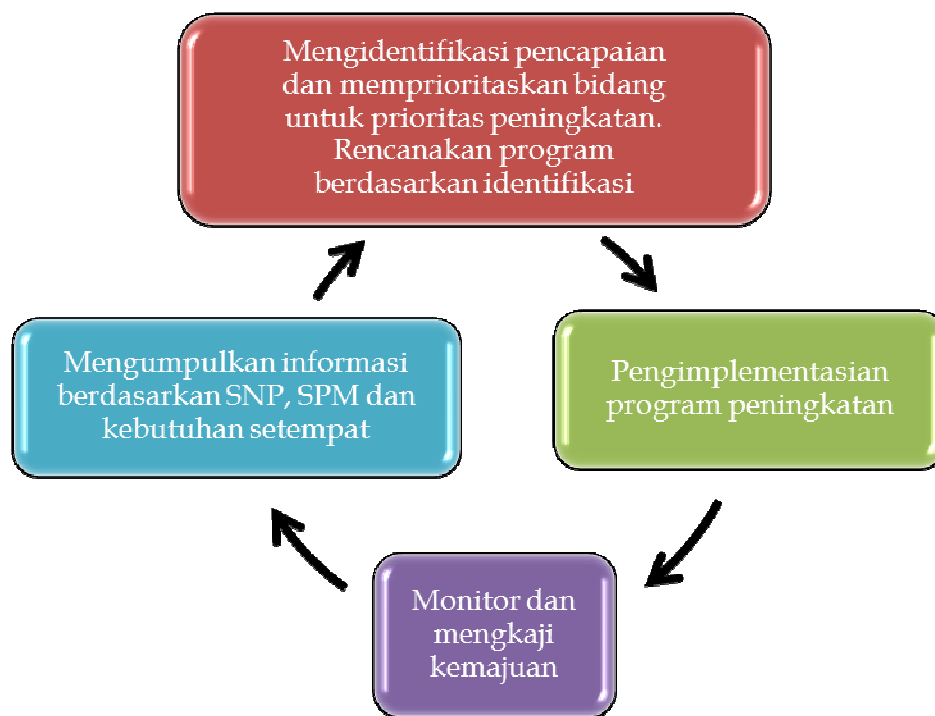 Mengidentifikasi pencapaian
dan memprioritaskan bidang
untuk prioritas peningkatan.
Rencanakan program
berdasarkan identifikasi
Mengumpulkan informasi
berdasarkan SNP, SPM dan
kebutuhan setempat
Pengimplementasian
program peningkatan
Monitor dan
mengkaji
kemajuan